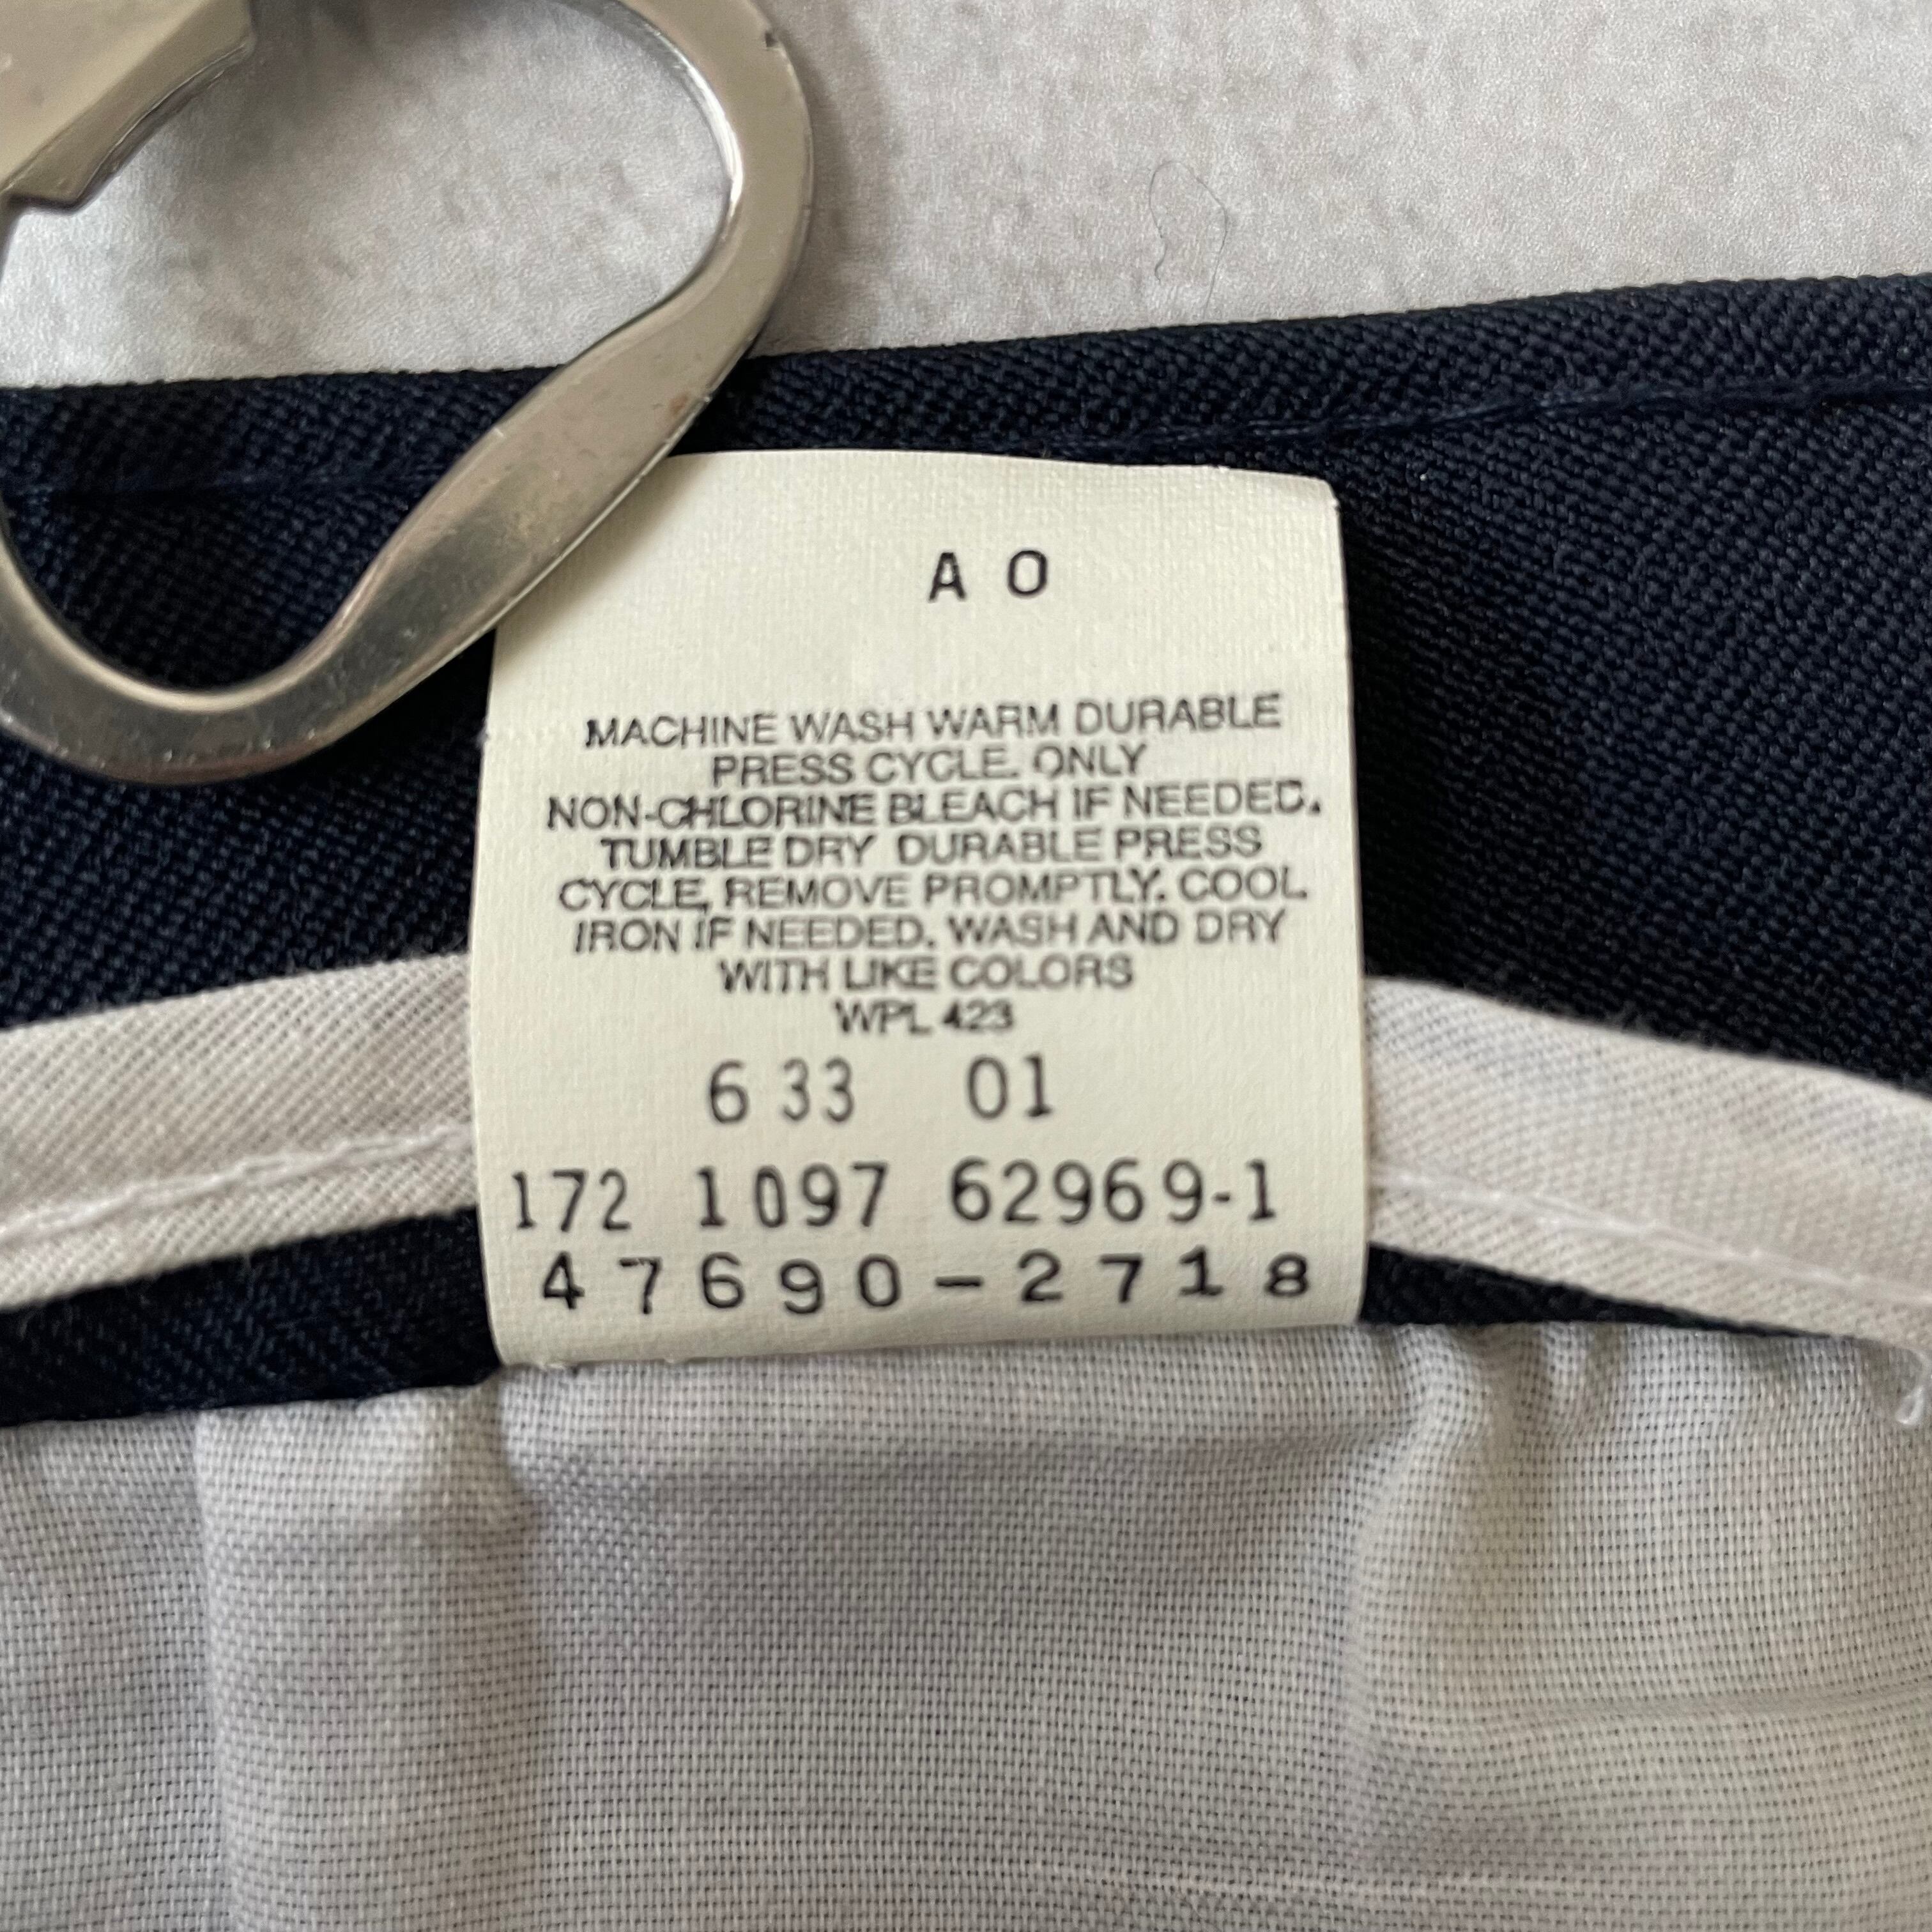 A O
MACHINE WASH WARM DURABLE
PRESS CYCLE. ONLY
NON-CHLORINE BLEACH IF NEEDED.
TUMBLE DRY DURABLE PRESS
CYCLE, REMOVE PROMPTLY. COOL
IRON IF NEEDED. WASH AND DRY
WITH LIKE COLORS
WPL 423
6 33 01
172 1097 62969-1
47690-2718